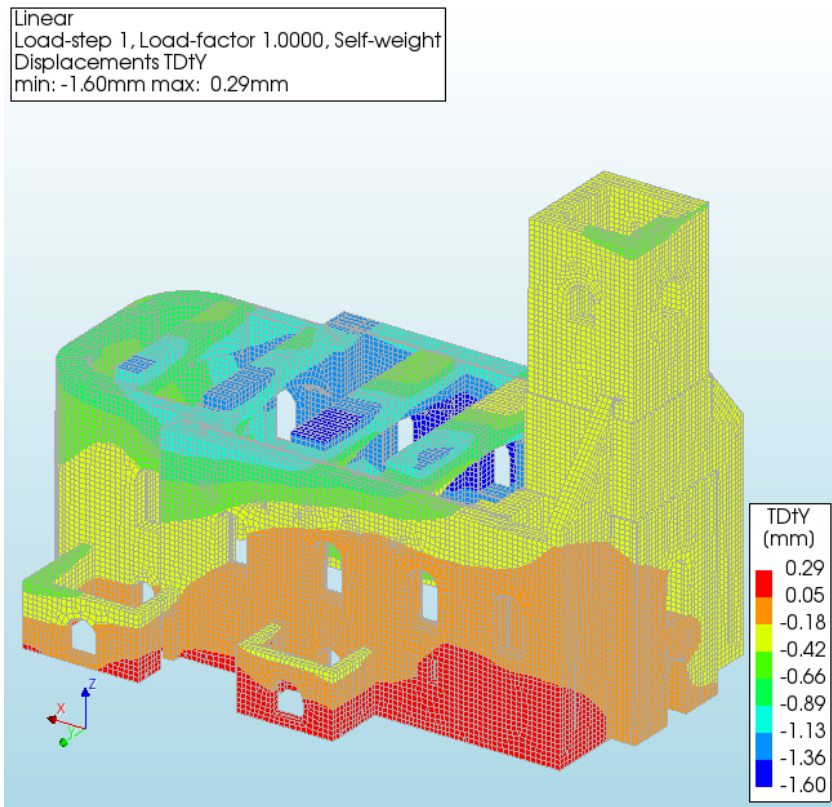 Linear
Load-step 1, Load-factor 1.0000, Self-weight
Displacements TDtY
min: -1.60mm max: 0.29mm
Z
X
Y
TDtY
(mm)
0.29
0.05
-0.18
-0.42
-0.66
-0.89
-1.13
-1.36
-1.60